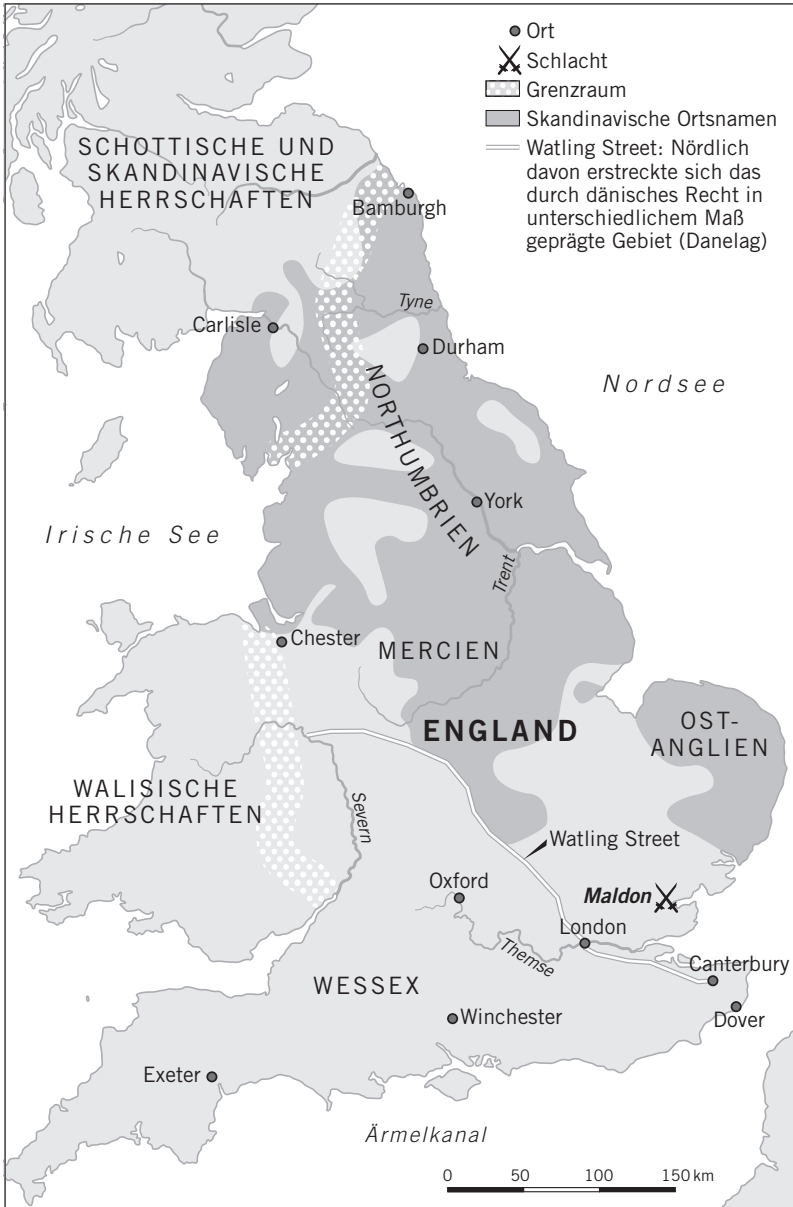 Ort
Schlacht
Grenzraum
Skandinavische Ortsnamen
Watling Street: Nördlich
davon erstreckte sich das
durch dänisches Recht in
unterschiedlichem Maß
geprägte Gebiet (Danelag)
SCHOTTISCHE UND
SKANDINAVISCHE
HERRSCHAFTEN
Bamburgh
Tyne
Carlisle
Durham
Nordsee
NORTHUMBRIEN
York
Irische See
Trent
Chester
MERCIEN
ENGLAND
OST-
ANGLIEN
WALISISCHE
HERRSCHAFTEN
Severn
Watling Street
Oxford
Maldon
London
Themse
Canterbury
WESSEX
Winchester
Dover
Exeter
Ärmelkanal
0 50 100 150 km